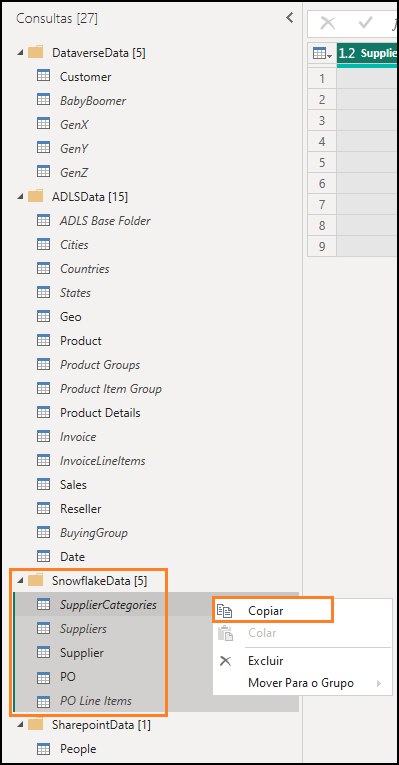 Consultas [27]
DataverseData [5]
Customer
BabyBoomer
GenX
GenY
GenZ
ADLSData [15]
ADLS Base Folder
Cities
Countries
States
Geo
Product
Product Groups
Product Item Group
Product Details
Invoice
InvoiceLineItems
Sales
Reseller
BuyingGroup
Date
SnowflakeData [5]
SupplierCategories
Suppliers
Supplier
PO
PO Line Items
SharepointData [1]
People
1.2 Supplie
1
2
3
4
5
6
7
8
9
Copiar
Colar
Excluir
Mover Para o Grupo